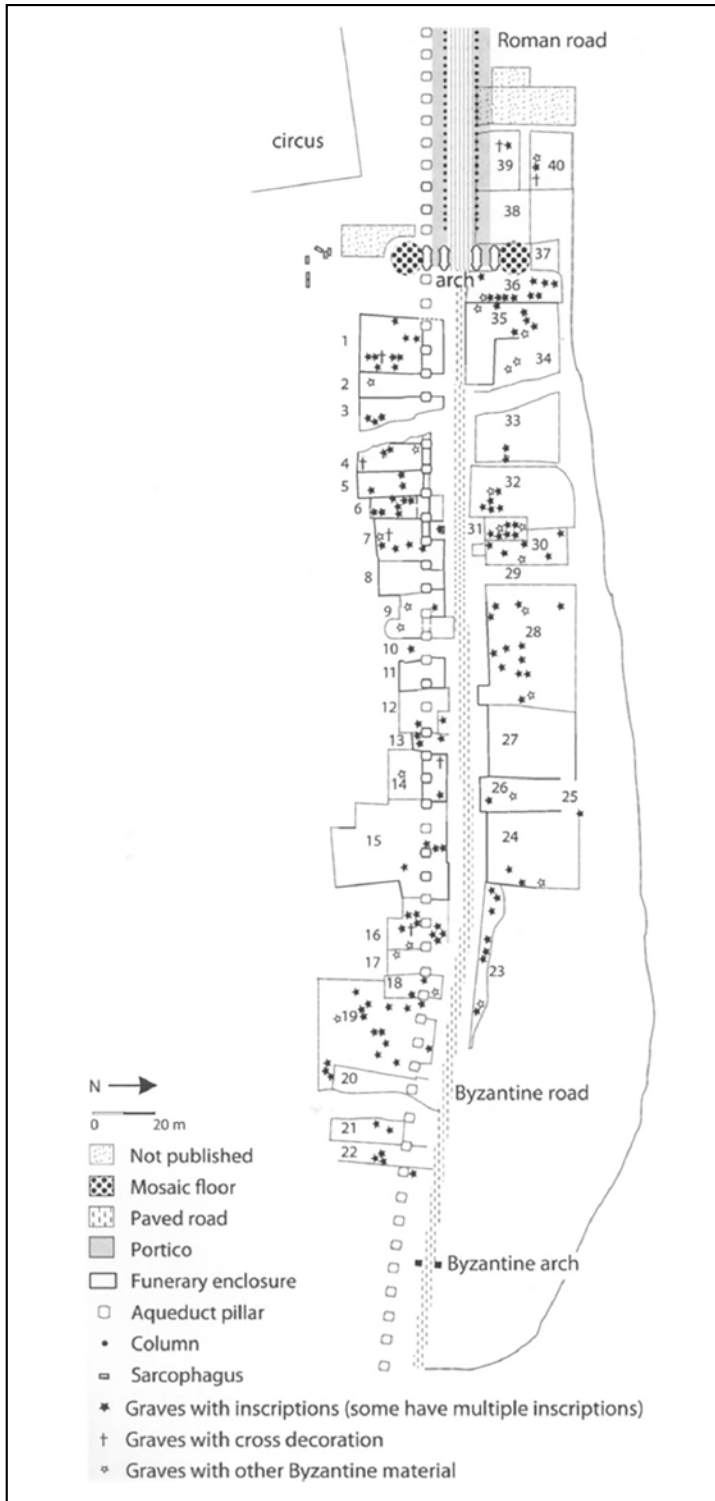 Roman road
circus
39
40
38
37
arch
36
35
1
34
2
3
33
4
32
5
6
31
7
30
8
29
9
28
10
11
12
27
13
14
26
25
15
24
16
23
17
18
19
N
20
Byzantine road
0 20 m
21
22
Not published
Mosaic floor
Paved road
Portico
Byzantine arch
Funerary enclosure
Aqueduct pillar
Column
Sarcophagus
Graves with inscriptions (some have multiple inscriptions)
Graves with cross decoration
Graves with other Byzantine material